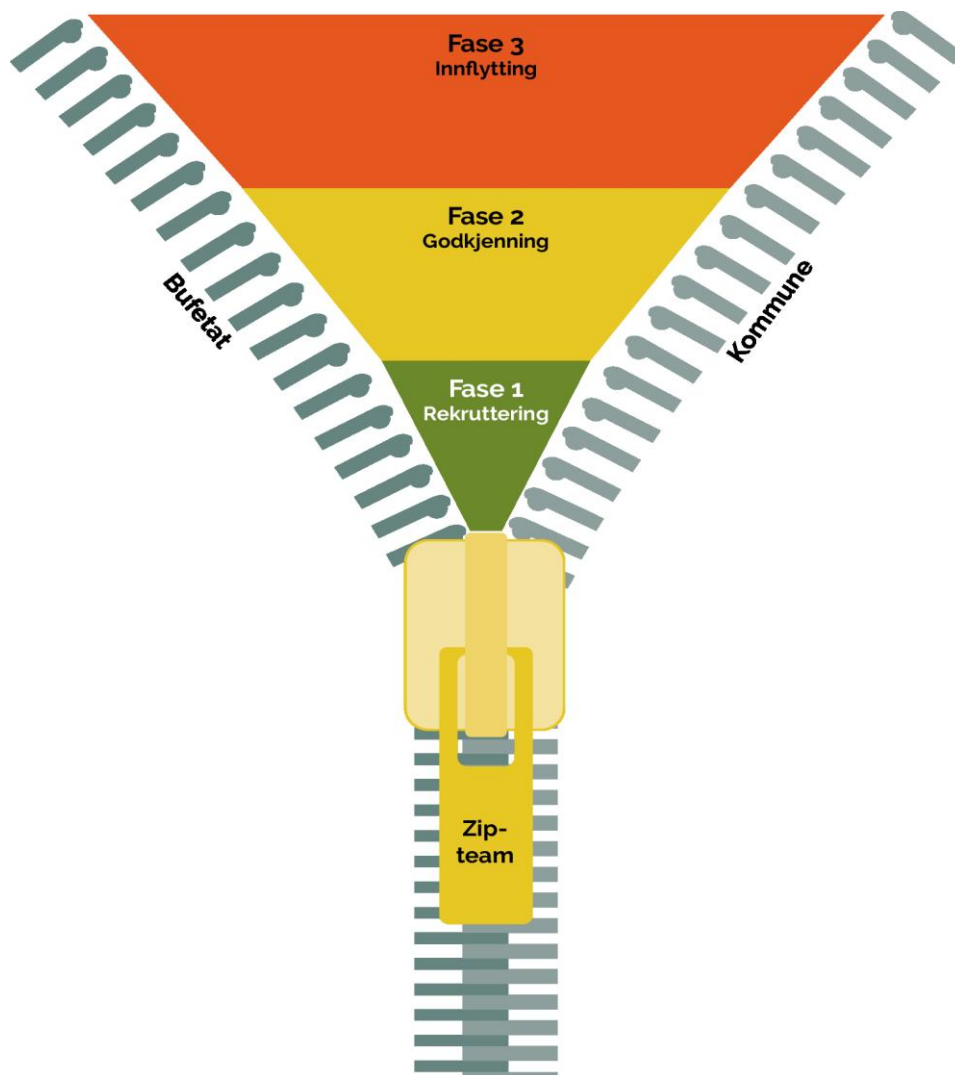 Fase 3
Innflytting
Fase 2
Godkjenning
Bufetat
Kommune
Fase 1
Rekruttering
Zip-
team